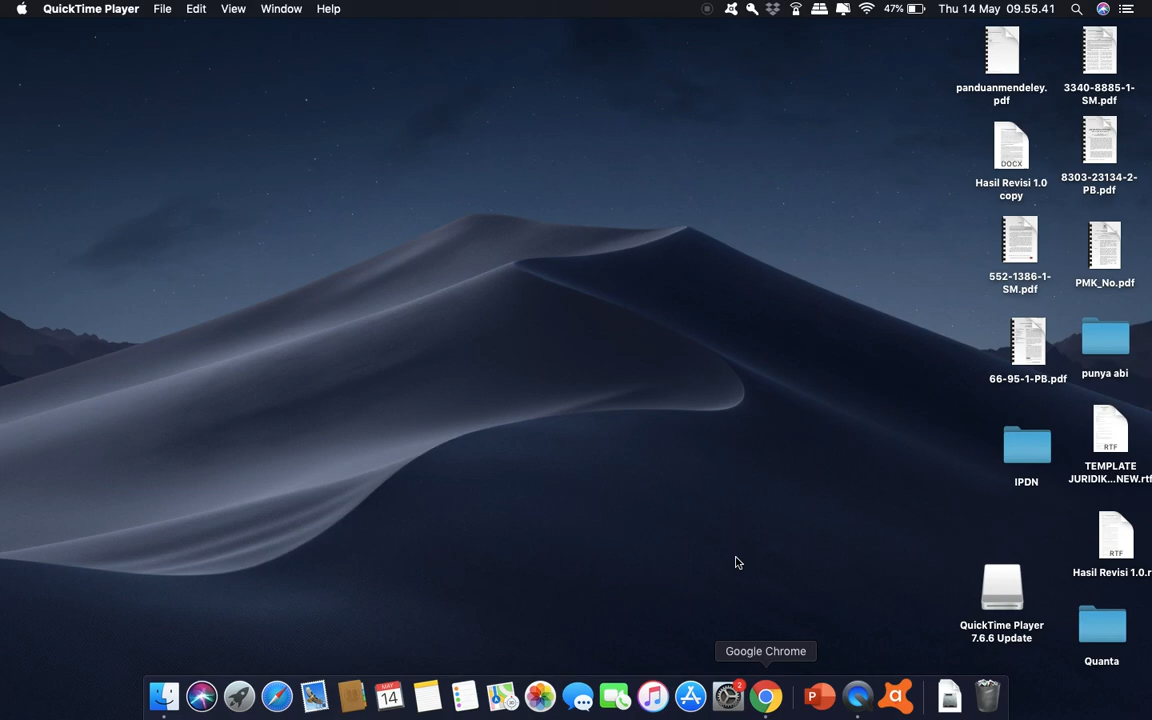 QuickTime Player File Edit View Window Help 47% Thu 14 May 09.55.41
panduanmendeley.
pdf
3340-8885-1-
SM.pdf
DOCX
Hasil Revisi 1.0
copy
8303-23134-2-
PB.pdf
552-1386-1-
SM.pdf
PMK_No.pdf
66-95-1-PB.pdf
punya abi
IPDN
RTF
TEMPLATE
JURIDIK...NEW.rtf
RTF
Hasil Revisi 1.0.r
QuickTime Player
7.6.6 Update
Quanta
Google Chrome
MAY
14
2
P
a